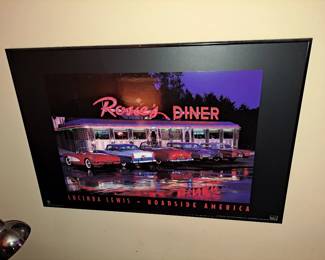 Rosie's DINER
LUCINDA LEWIS - ROADSIDE AMERICA